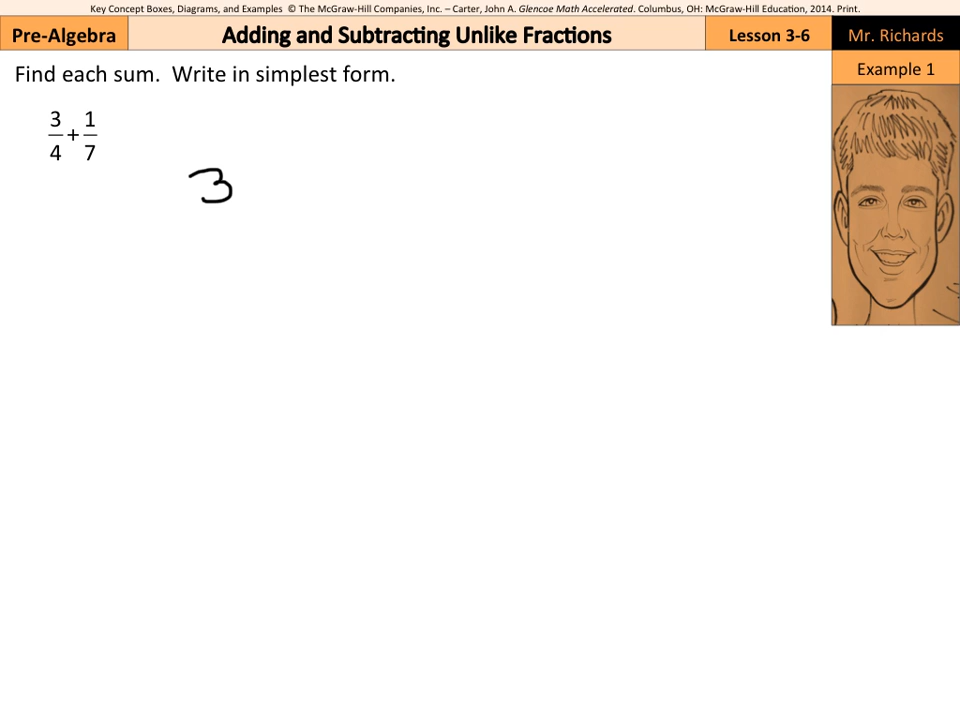 Key Concept Boxes, Diagrams, and Examples © The McGraw-Hill Companies, Inc. – Carter, John A. Glencoe Math Accelerated. Columbus, OH: McGraw-Hill Education, 2014. Print.
Pre-Algebra Adding and Subtracting Unlike Fractions Lesson 3-6 Mr. Richards
Example 1
Find each sum. Write in simplest form.
3/4 + 1/7
3